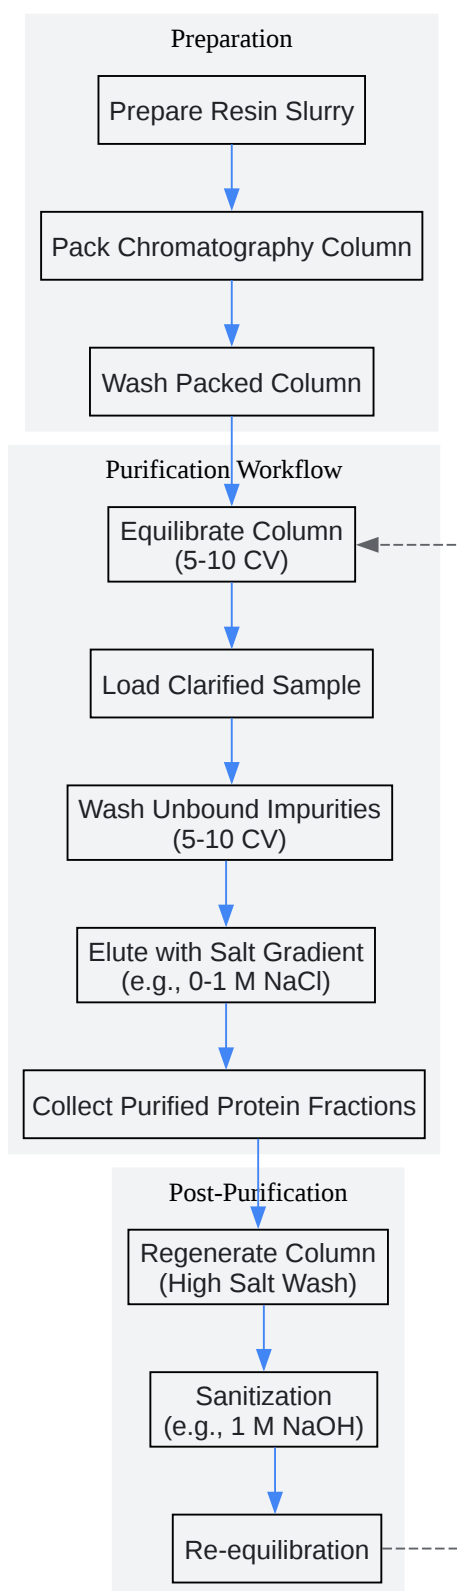 Preparation
Prepare Resin Slurry
Pack Chromatography Column
Wash Packed Column
Purification Workflow
Equilibrate Column
(5-10 CV)
Load Clarified Sample
Wash Unbound Impurities
(5-10 CV)
Elute with Salt Gradient
(e.g., 0-1 M NaCl)
Collect Purified Protein Fractions
Post-Purification
Regenerate Column
(High Salt Wash)
Sanitization
(e.g., 1 M NaOH)
Re-equilibration